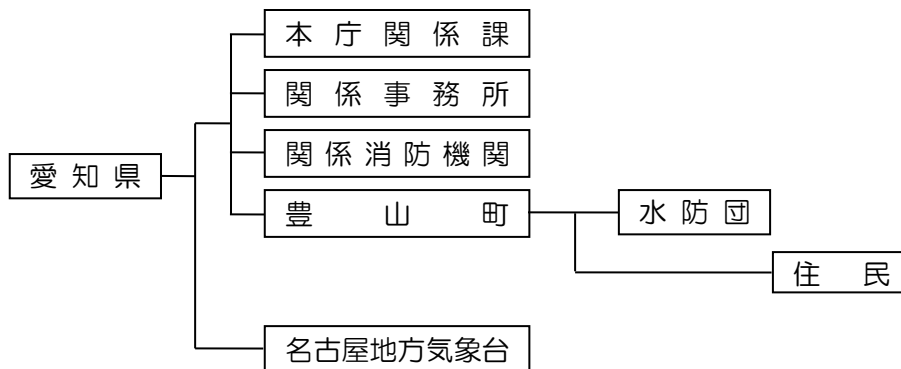 本庁関係課
関係事務所
関係消防機関
愛知県
豊山町
水防団
住民
名古屋地方気象台